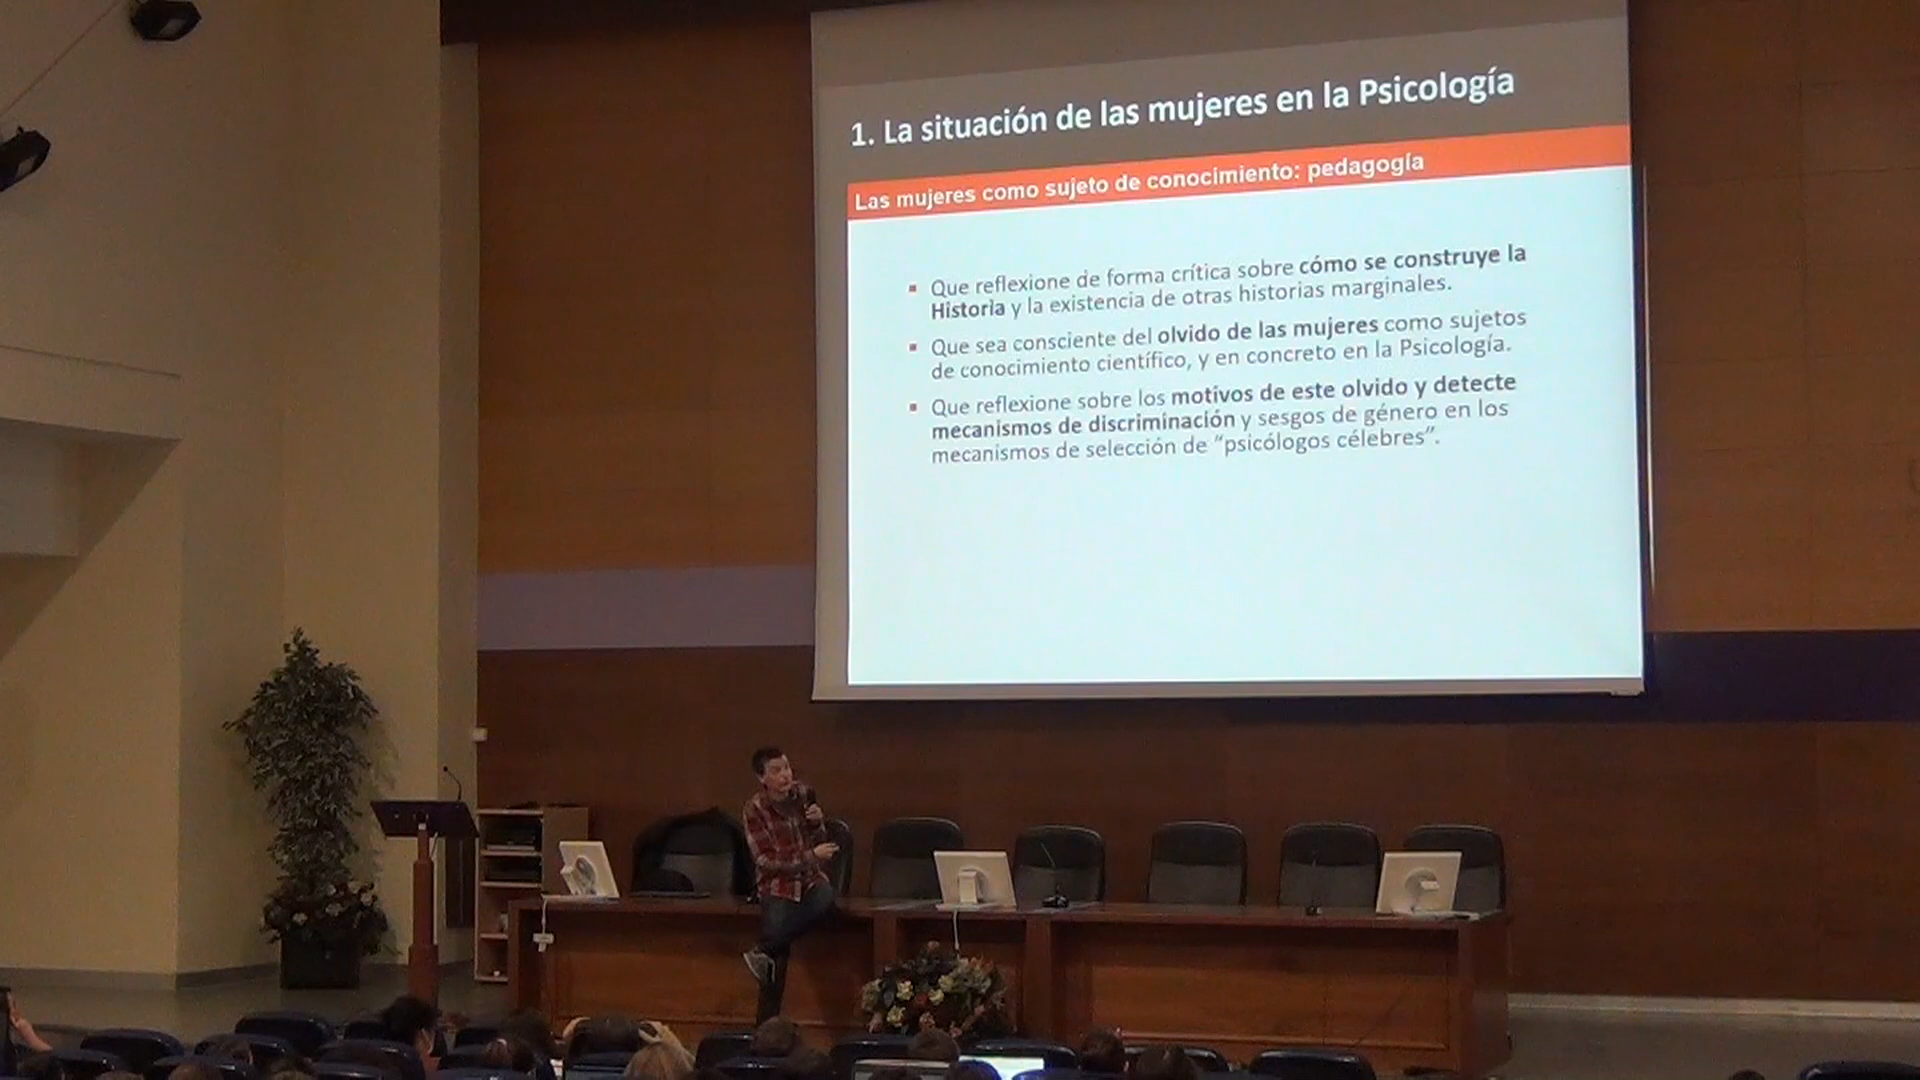 1. La situación de las mujeres en la Psicología
Las mujeres como sujeto de conocimiento: pedagogía
Que reflexione de forma crítica sobre cómo se construye la
Historia y la existencia de otras historias marginales.
Que sea consciente del olvido de las mujeres como sujetos
de conocimiento científico, y en concreto en la Psicología.
Que reflexione sobre los motivos de este olvido y detecte
mecanismos de discriminación y sesgos de género en los
mecanismos de selección de “psicólogos célebres”.